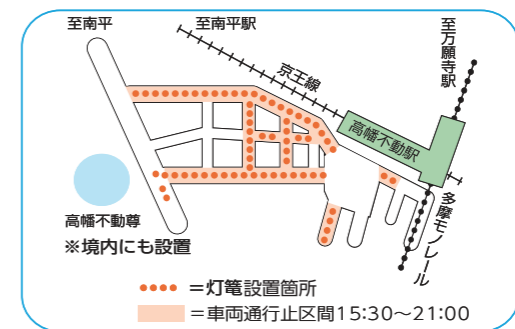 至南平
至南平駅
至万願寺駅
京王線
高幡不動駅
多摩モノレール
高幡不動尊
※境内にも設置
=灯篭設置箇所
=車両通行止区間15:30〜21:00